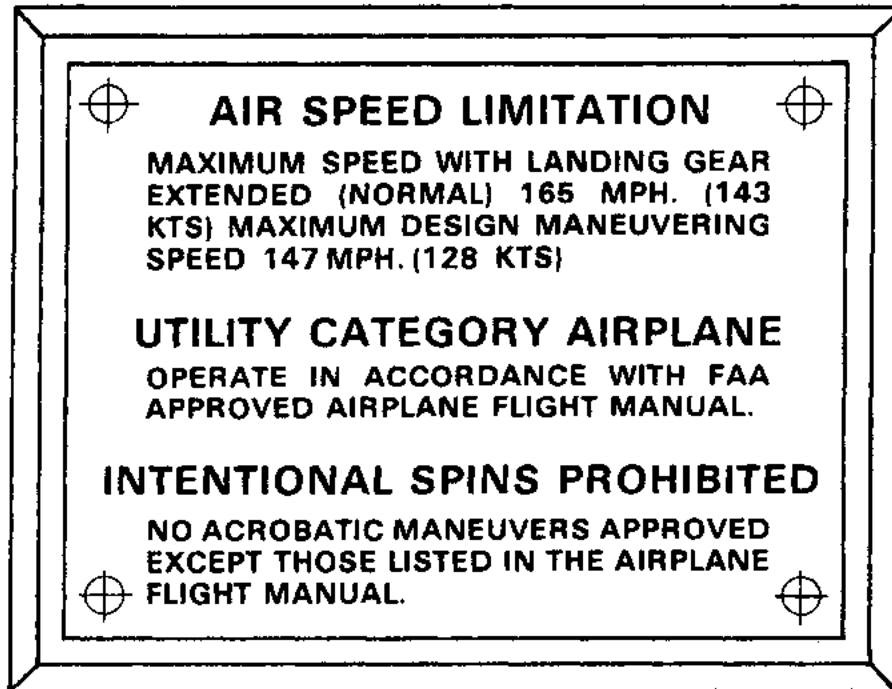 AIR SPEED LIMITATION
MAXIMUM SPEED WITH LANDING GEAR
EXTENDED (NORMAL) 165 MPH. (143
KTS) MAXIMUM DESIGN MANEUVERING
SPEED 147 MPH. (128 KTS)
UTILITY CATEGORY AIRPLANE
OPERATE IN ACCORDANCE WITH FAA
APPROVED AIRPLANE FLIGHT MANUAL.
INTENTIONAL SPINS PROHIBITED
NO ACROBATIC MANEUVERS APPROVED
EXCEPT THOSE LISTED IN THE AIRPLANE
FLIGHT MANUAL.